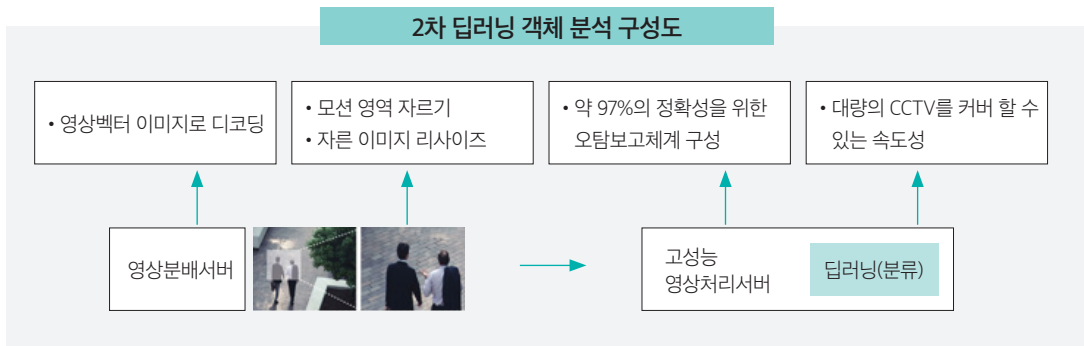 2차 딥러닝 객체 분석 구성도
• 영상벡터 이미지로 디코딩
• 모션 영역 자르기
• 자른 이미지 리사이즈
• 약 97%의 정확성을 위한
오탐보고체계 구성
• 대량의 CCTV를 커버 할 수
있는 속도성
영상분배서버
고성능
영상처리서버
딥러닝(분류)